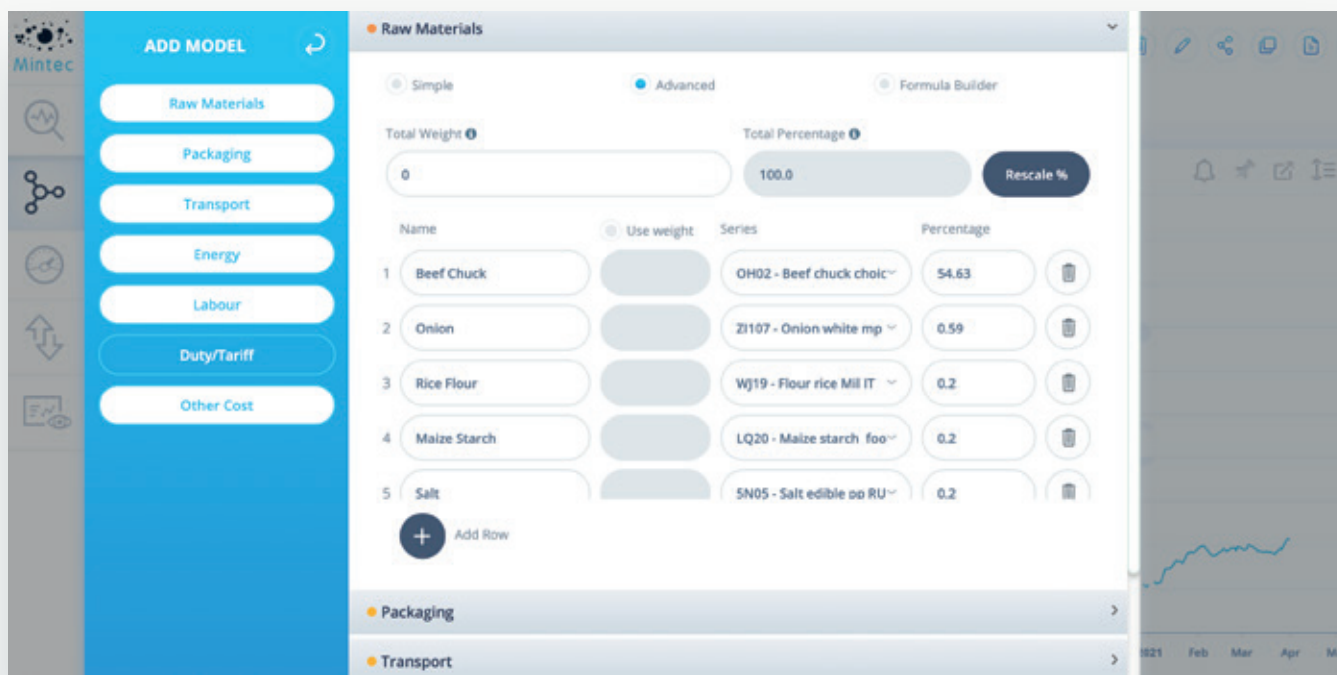 Mintec
ADD MODEL
Raw Materials
Packaging
Transport
Energy
Labour
Duty/Tariff
Other Cost
Raw Materials
Simple Advanced Formula Builder
Total Weight Total Percentage
0 100.0 Rescale %
Name Use weight Series Percentage
1 Beef Chuck OH02 - Beef chuck choic 54.63
2 Onion ZI107 - Onion white mp 0.59
3 Rice Flour WJ19 - Flour rice Mil IT 0.2
4 Maize Starch LQ20 - Maize starch foo 0.2
5 Salt 5N05 - Salt edible pp RU 0.2
+ Add Row
Packaging
Transport
2021 Feb Mar Apr M